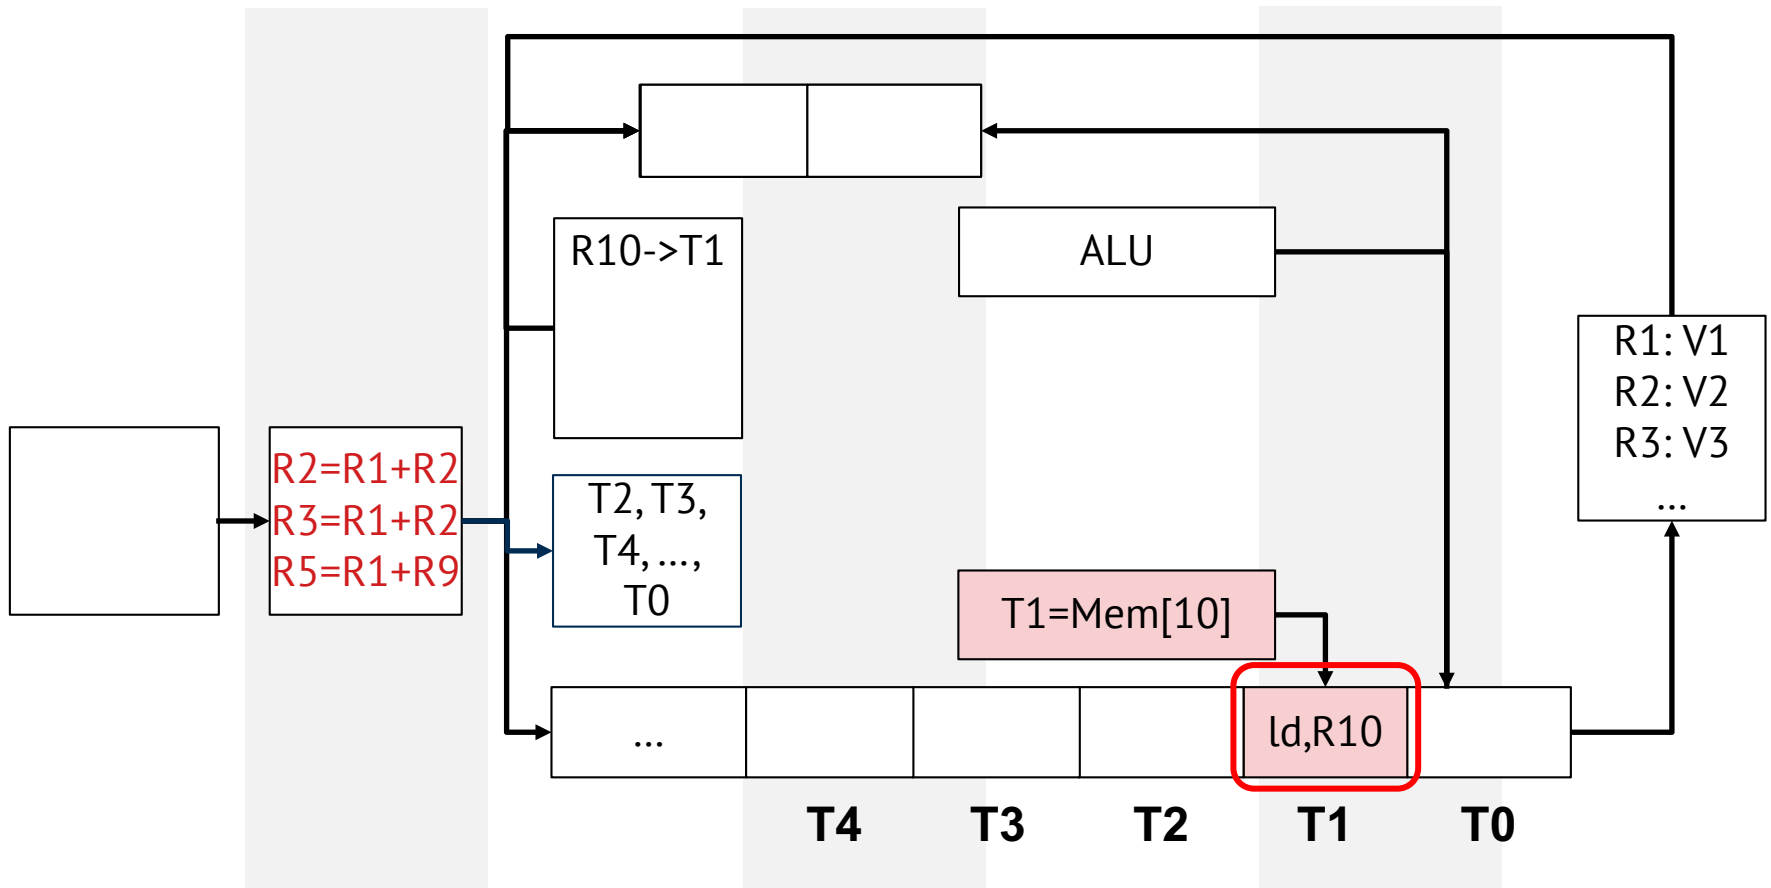 R10->T1
ALU
R1: V1
R2: V2
R3: V3
...
R2=R1+R2
R3=R1+R2
R5=R1+R9
T2, T3,
T4, ...,
T0
T1=Mem[10]
...
ld,R10
T4
T3
T2
T1
T0